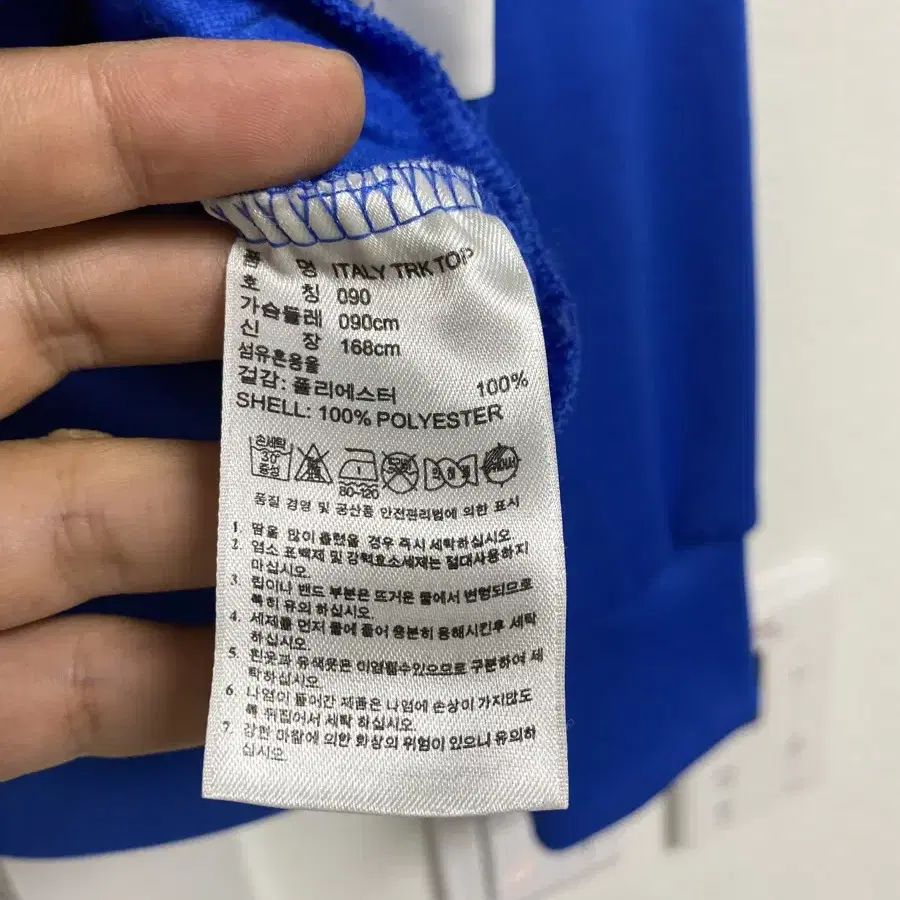 품 명 ITALY TRK TOP
호 칭 090
가슴둘레 090cm
신 장 168cm
섬유혼용율
겉감: 폴리에스터 100%
SHELL: 100% POLYESTER
손세탁
30°
중성
80-120
품질 경영 및 공산품 안전관리법에 의한 표시
1. 땀을 많이 흘렸을 경우 즉시 세탁하십시오
2. 염소 표백제 및 강력효소세제는 절대사용하지
마십시오.
3. 립이나 밴드 부분은 뜨거운 물에서 변형되므로
특히 유의 하십시오.
4. 세제를 먼저 물에 풀어 충분히 용해시킨후 세탁
하십시오.
5. 흰옷과 유색옷은 이염될수있으므로 구분하여 세
탁하십시오.
6. 나염이 들어간 제품은 나염에 손상이 가지않도
록 뒤집어서 세탁 하십시오.
7. 강한 마찰에 의한 화상의 위험이 있으니 유의하
십시오.